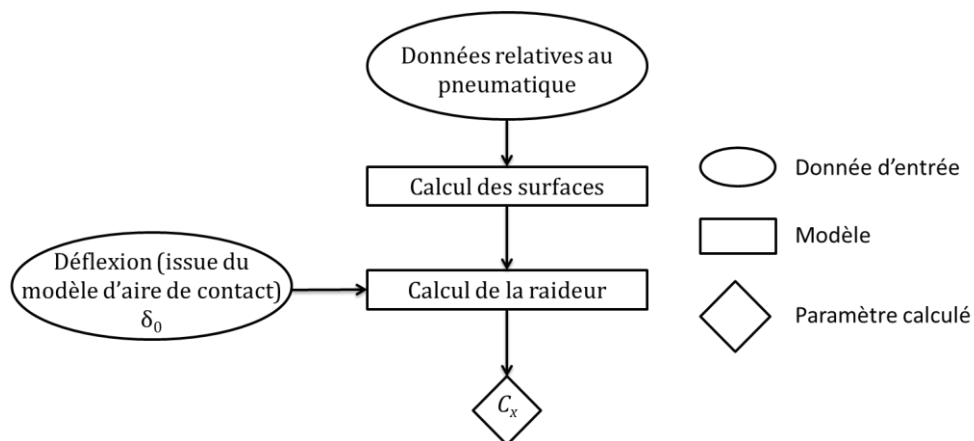 Données relatives au
pneumatique
Calcul des surfaces
Donnée d'entrée
Modèle
Déflexion (issue du
modèle d'aire de contact)
δ₀
Calcul de la raideur
Paramètre calculé
Cₓ